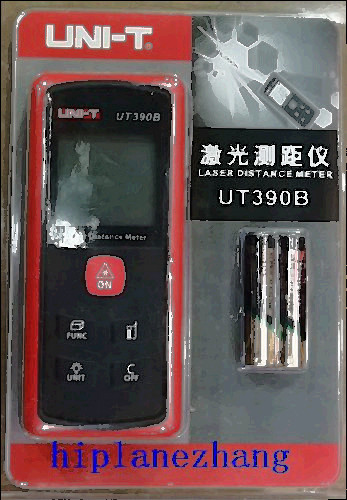 UNI-T®
UNI-T
UT390B
激光测距仪
LASER DISTANCE METER
UT390B
Distance Meter
ON
FUNC
UNIT
C
OFF
hiplanezhang